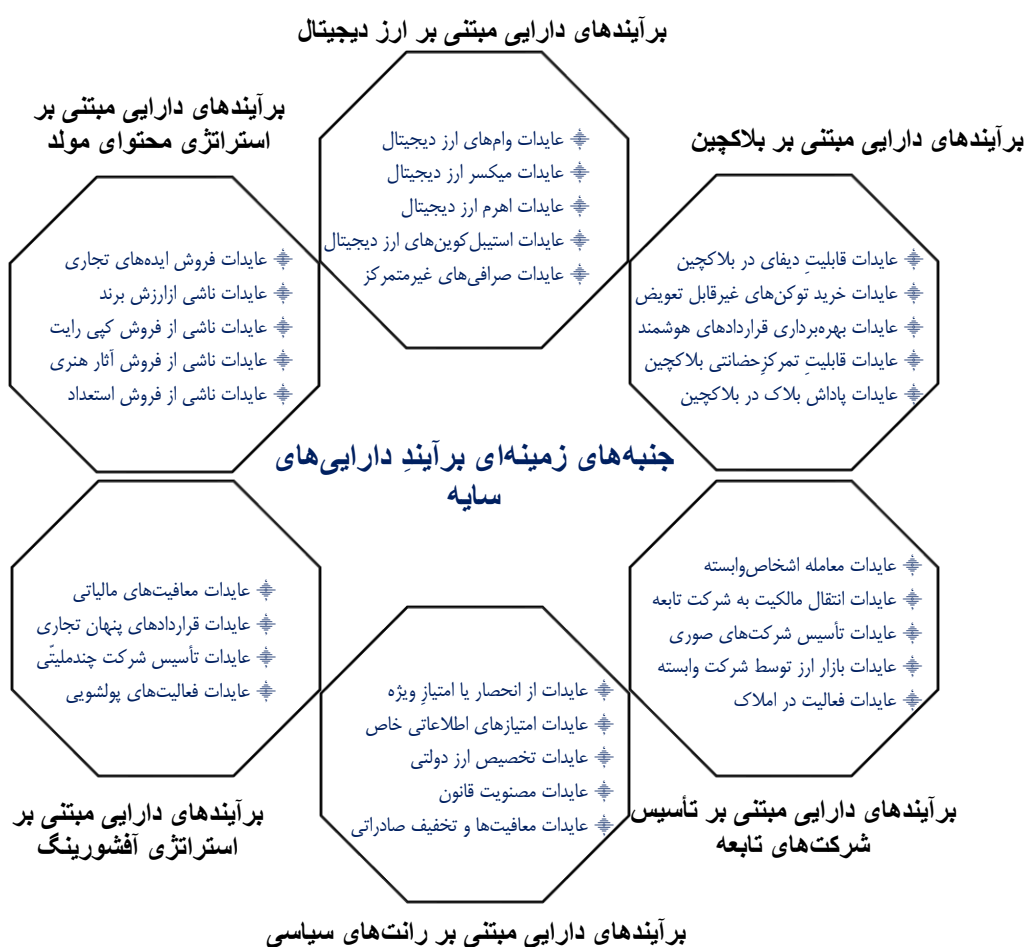 برآیندهای دارایی مبتنی بر ارز دیجیتال
عایدات وام‌های ارز دیجیتال
عایدات میکسر ارز دیجیتال
عایدات اهرم ارز دیجیتال
عایدات استیبل‌کوین‌های ارز دیجیتال
عایدات صرافی‌های غیرمتمرکز
برآیندهای دارایی مبتنی بر بلاکچین
عایدات قابلیتِ دیفای در بلاکچین
عایدات خرید توکن‌های غیرقابل تعویض
عایدات بهره‌برداری قراردادهای هوشمند
عایدات قابلیتِ تمرکزِحضانتی بلاکچین
عایدات پاداش بلاک در بلاکچین
برآیندهای دارایی مبتنی بر
استراتژی محتوای مولد
عایدات فروش ایده‌های تجاری
عایدات ناشی ازارزش برند
عایدات ناشی از فروش کپی رایت
عایدات ناشی از فروش آثار هنری
عایدات ناشی از فروش استعداد
جنبه‌های زمینه‌ای برآیندِ دارایی‌های
سایه
عایدات معامله اشخاص‌وابسته
عایدات انتقال مالکیت به شرکت تابعه
عایدات تأسیس شرکت‌های صوری
عایدات بازار ارز توسط شرکت وابسته
عایدات فعالیت در املاک
برآیندهای دارایی مبتنی بر تأسیس
شرکت‌های تابعه
عایدات معافیت‌های مالیاتی
عایدات قراردادهای پنهان تجاری
عایدات تأسیس شرکت چندملیتّی
عایدات فعالیت‌های پولشویی
برآیندهای دارایی مبتنی بر
استراتژی آفشورینگ
عایدات از انحصار یا امتیازِ ویژه
عایدات امتیازهای اطلاعاتی خاص
عایدات تخصیص ارز دولتی
عایدات مصنویت قانون
عایدات معافیت‌ها و تخفیف صادراتی
برآیندهای دارایی مبتنی بر رانت‌های سیاسی